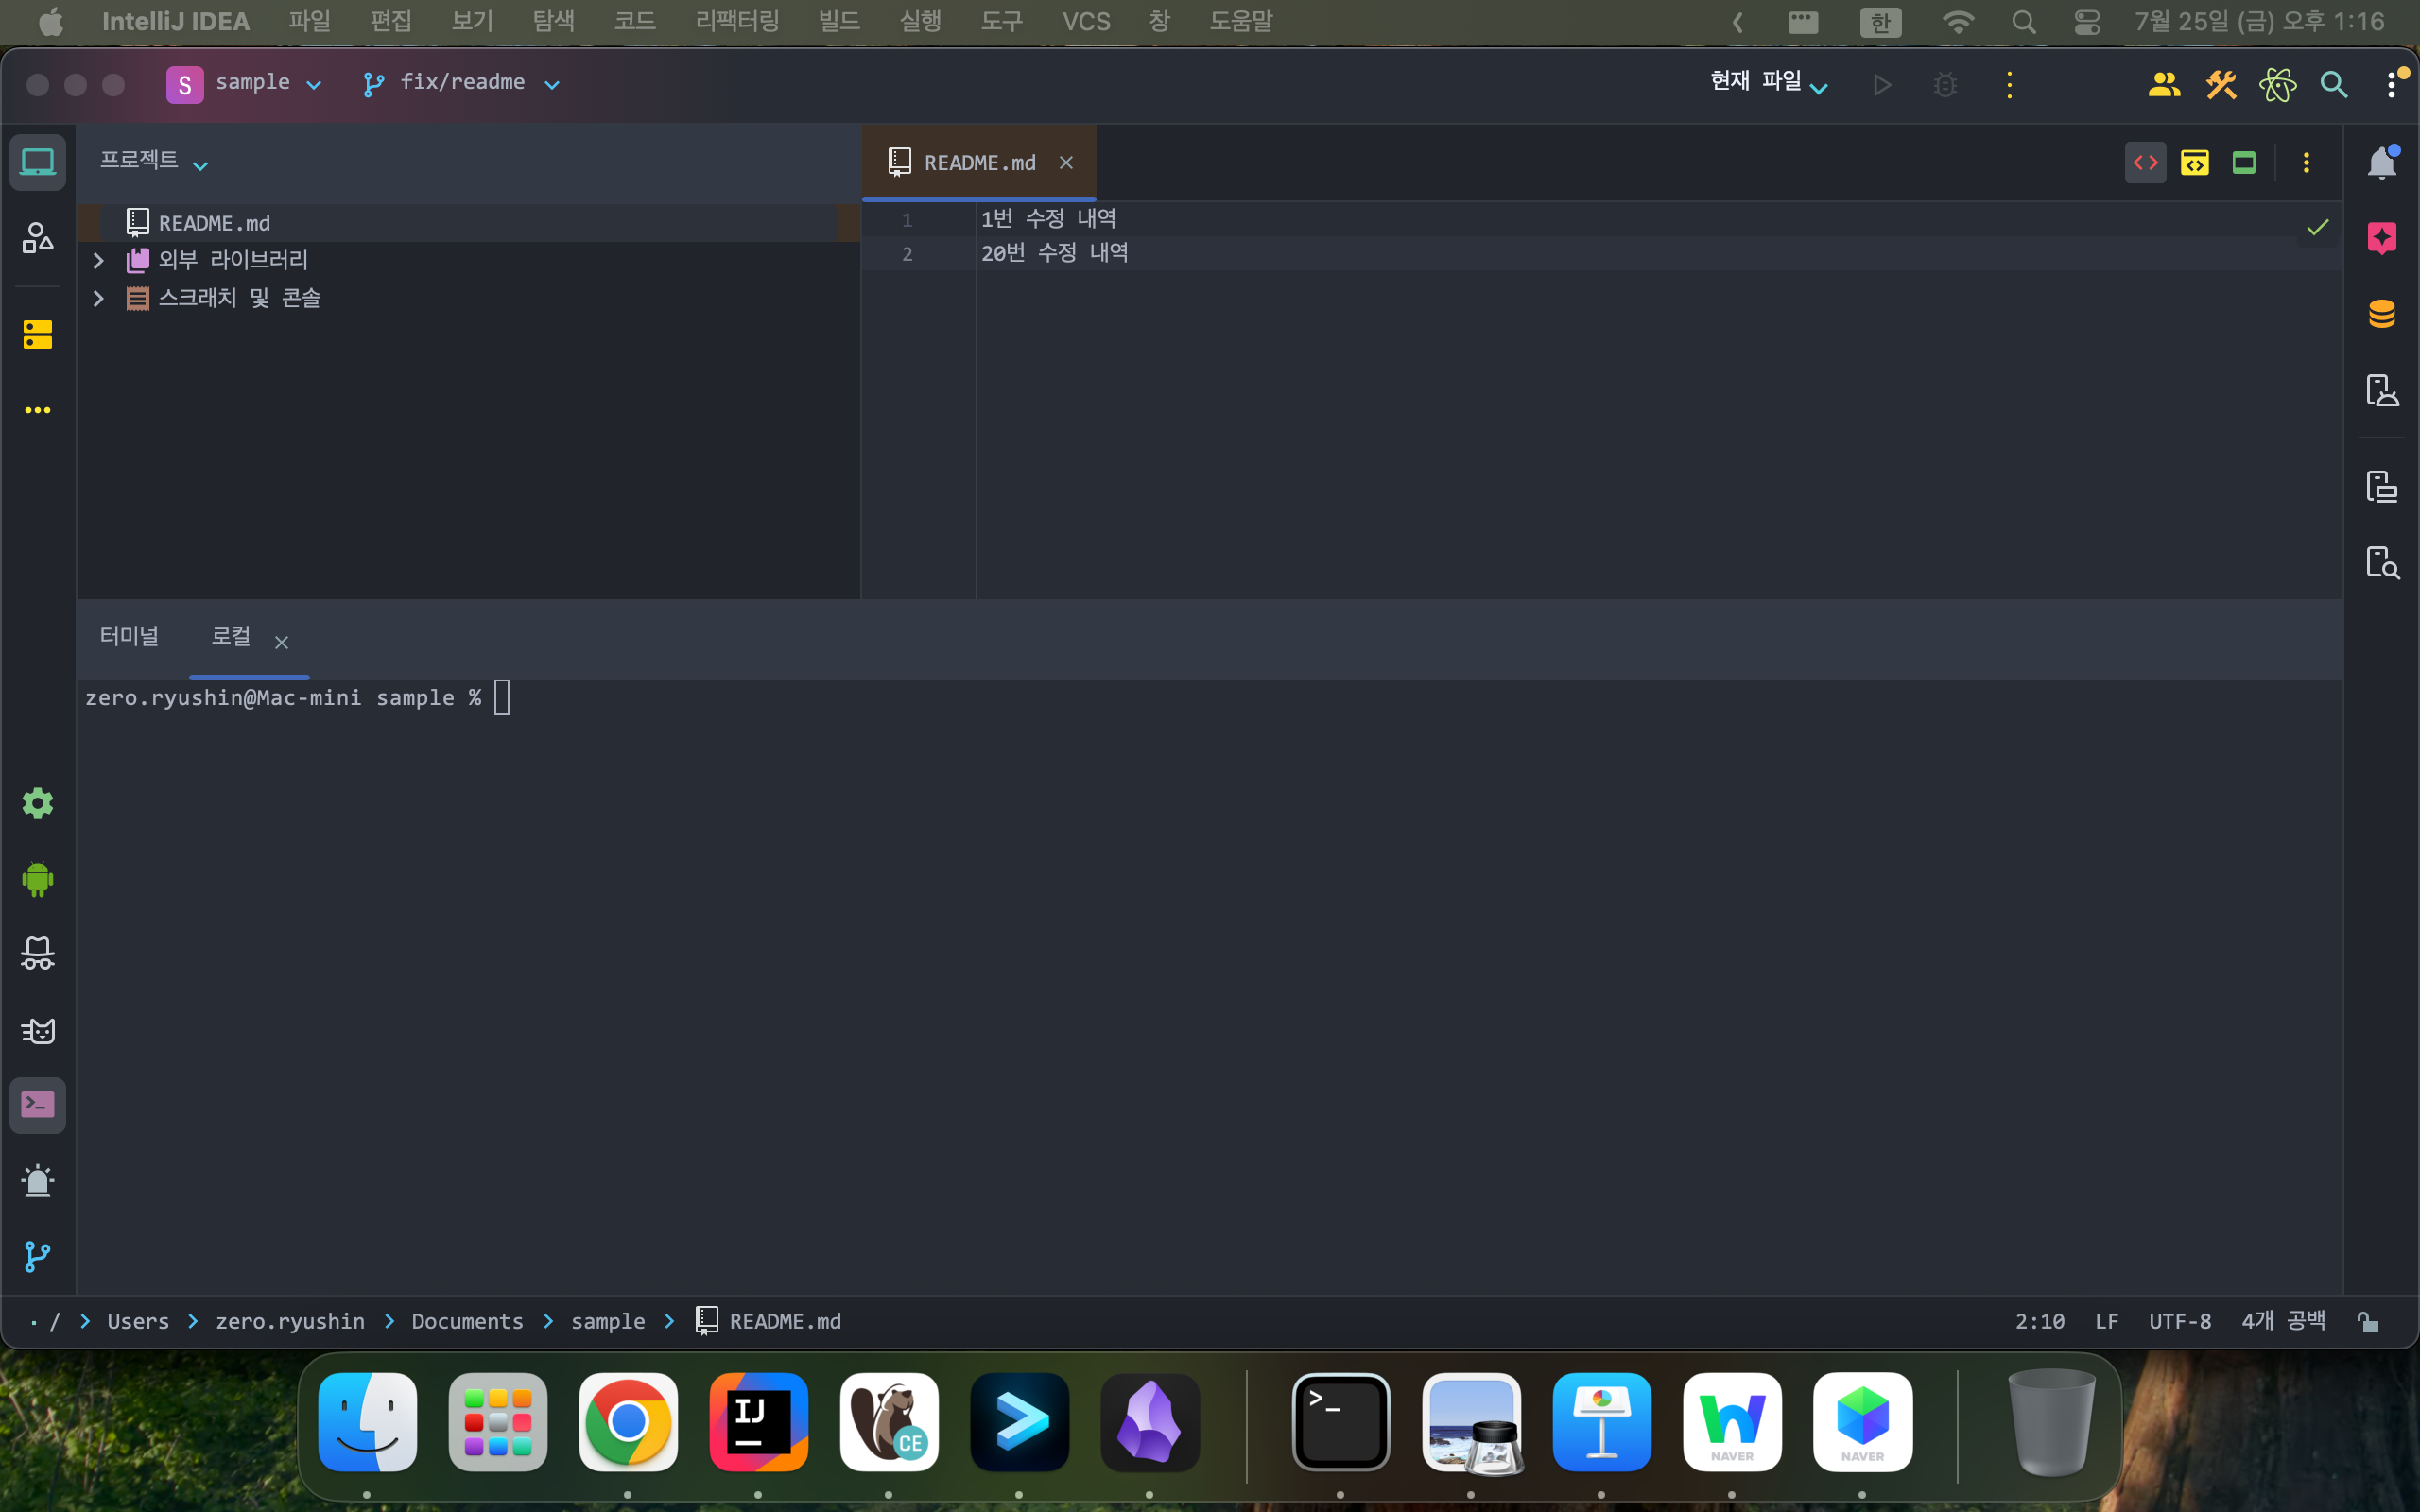 IntelliJ IDEA 파일 편집 보기 탐색 코드 리팩터링 빌드 실행 도구 VCS 창 도움말 한 7월 25일 (금) 오후 1:16
S sample fix/readme 현재 파일
프로젝트
README.md
README.md
외부 라이브러리
스크래치 및 콘솔
1 1번 수정 내역
2 20번 수정 내역
터미널 로컬
zero.ryushin@Mac-mini sample %
/ Users zero.ryushin Documents sample README.md 2:10 LF UTF-8 4개 공백
IJ CE >_ NAVER NAVER